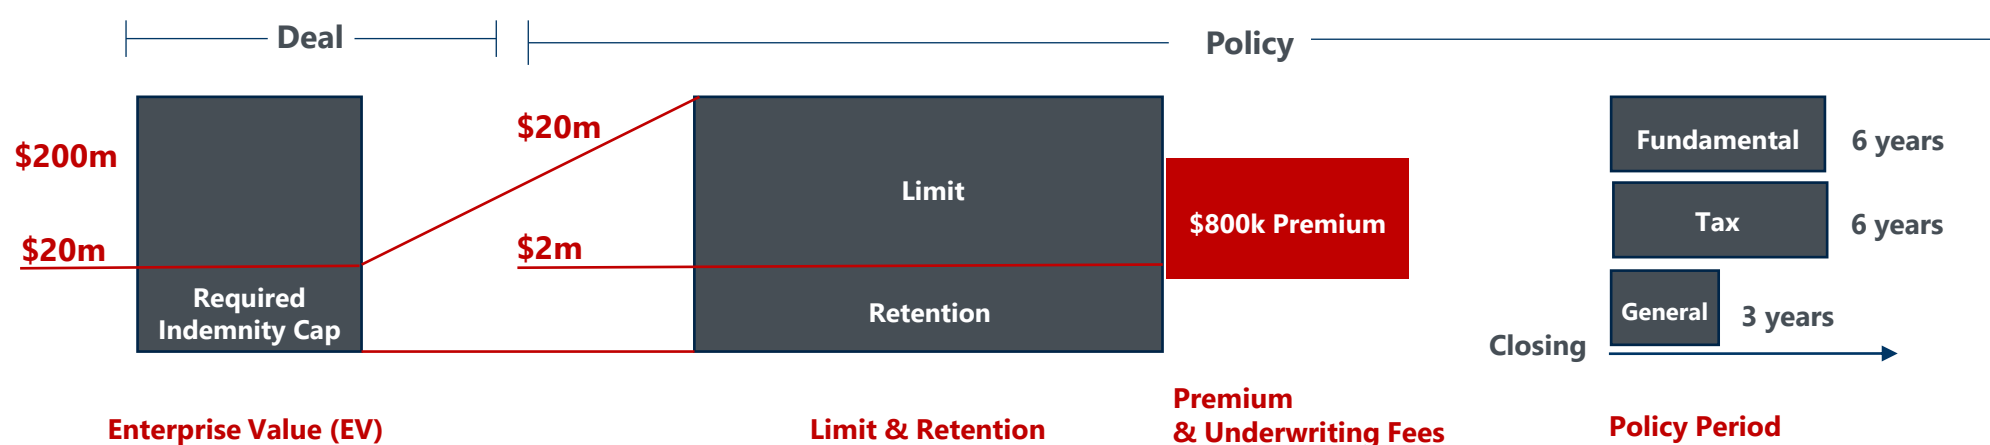 Deal
Policy
$200m
$20m
Required
Indemnity Cap
Enterprise Value (EV)
$20m
$2m
Limit
Retention
Limit & Retention
$800k Premium
Premium
& Underwriting Fees
Fundamental
6 years
Tax
6 years
General
3 years
Closing
Policy Period